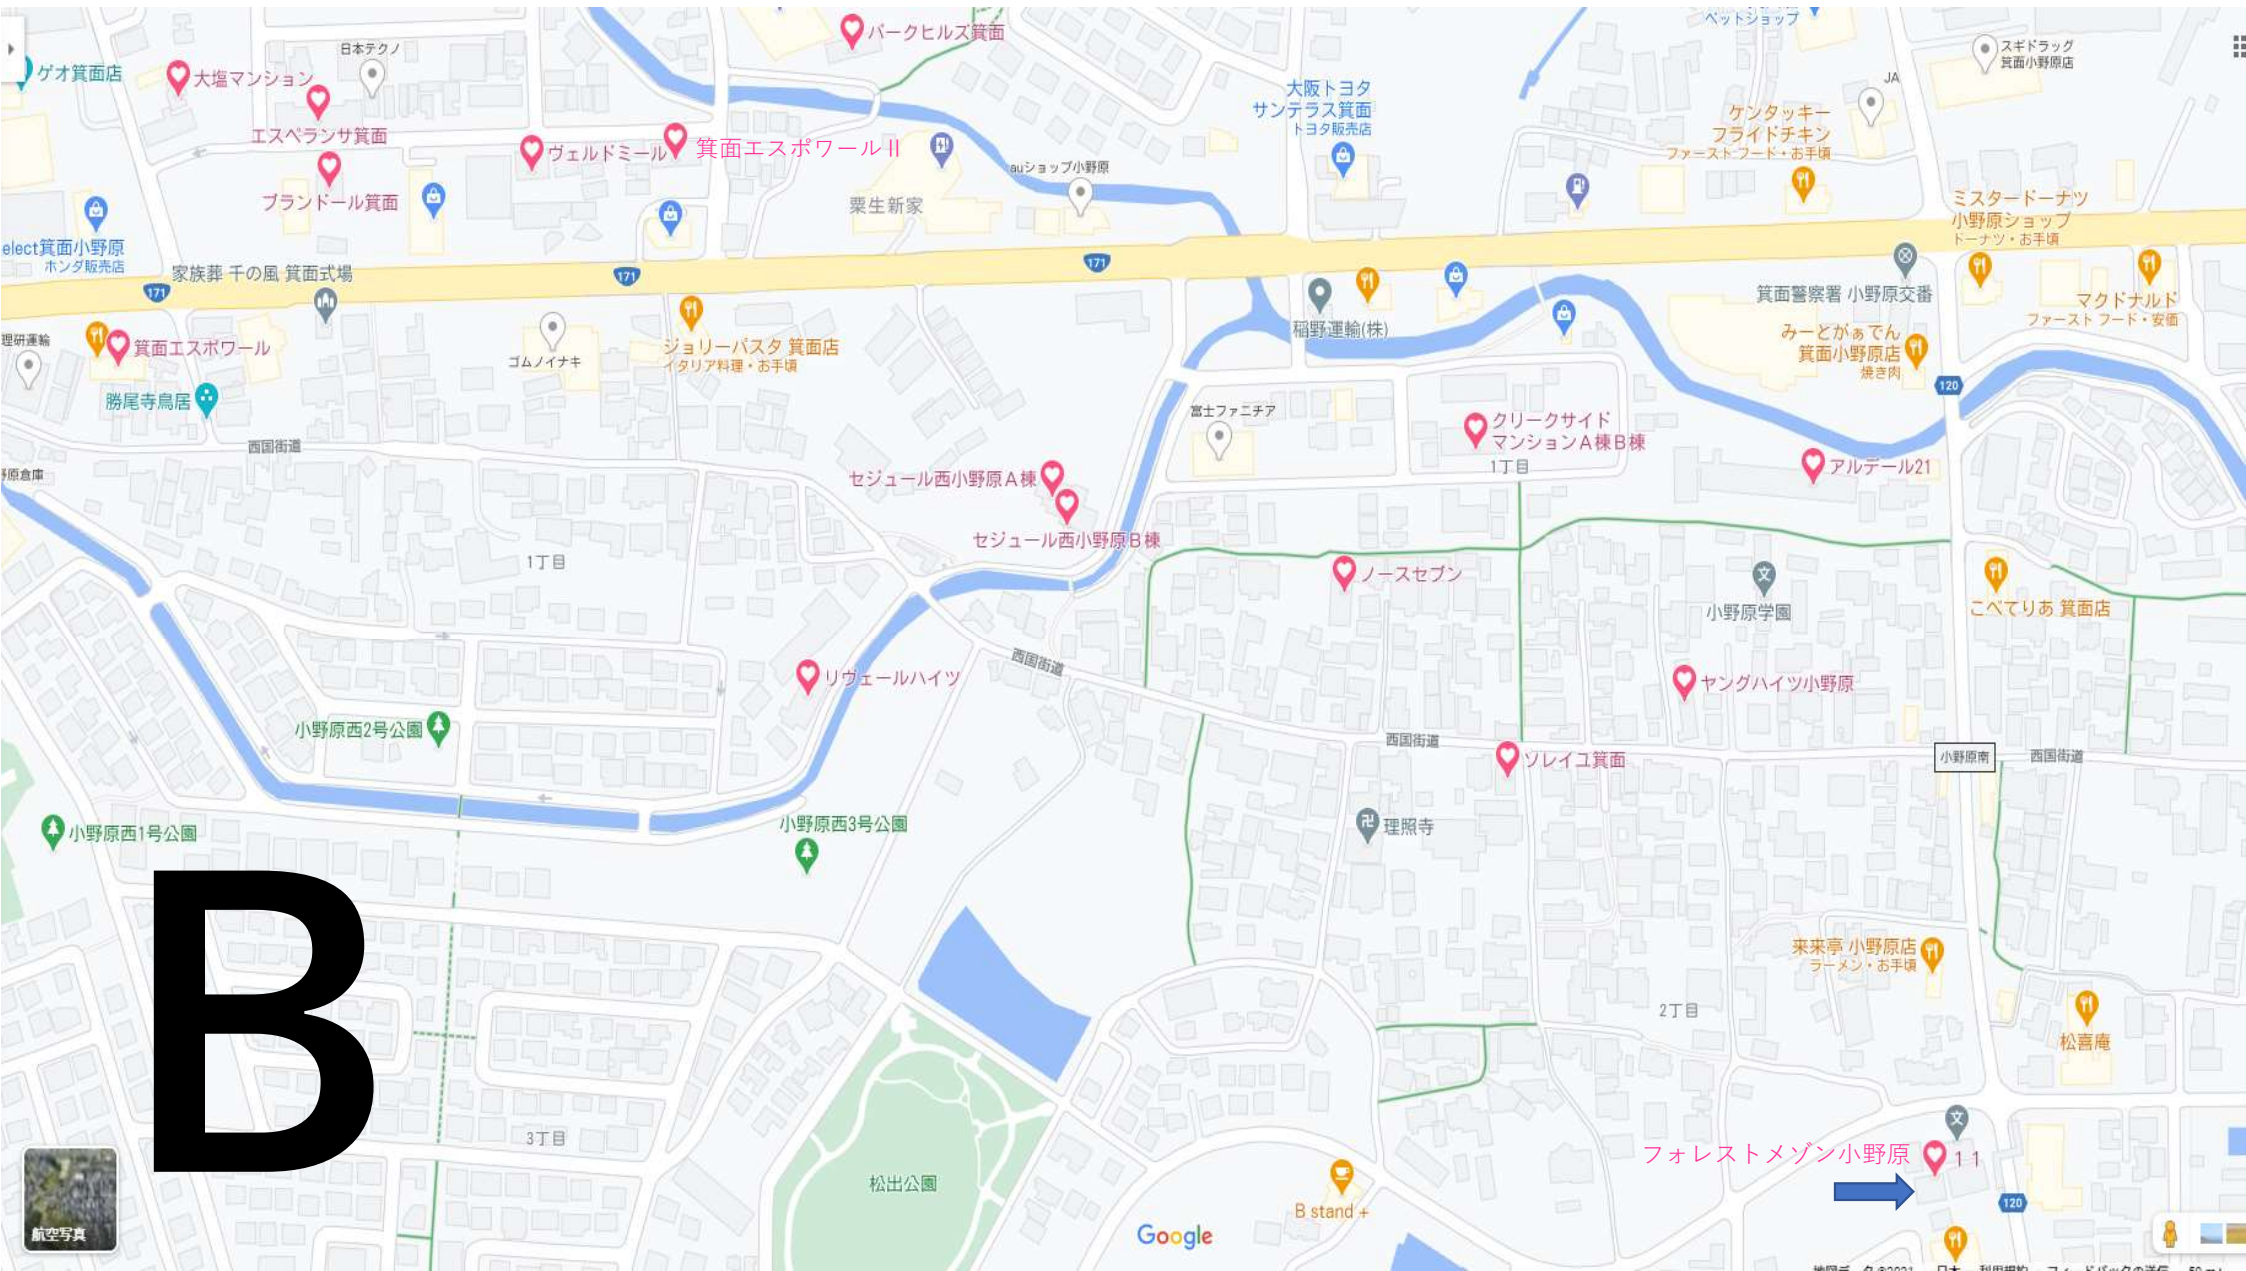 ペットショップ
パークヒルズ箕面
日本テクノ
スギドラッグ
箕面小野原店
ゲオ箕面店
大塩マンション
JA
大阪トヨタ
サンテラス箕面
トヨタ販売店
ケンタッキー
フライドチキン
ファースト フード・お手頃
エスペランサ箕面
ヴェルドミール
箕面エスポワールⅡ
auショップ小野原
ブランドール箕面
粟生新家
ミスタードーナツ
小野原ショップ
ドーナツ・お手頃
elect箕面小野原
ホンダ販売店
家族葬 千の風 箕面式場
171
171
171
箕面警察署 小野原交番
マクドナルド
ファースト フード・安価
稲野運輸(株)
みーとがぁでん
箕面小野原店
焼き肉
理研運輸
箕面エスポワール
ゴムノイナキ
ジョリーパスタ 箕面店
イタリア料理・お手頃
120
勝尾寺鳥居
富士ファニチア
クリークサイド
マンションA棟B棟
1丁目
西国街道
アルデール21
野原倉庫
セジュール西小野原A棟
セジュール西小野原B棟
1丁目
ノースセブン
小野原学園
こべてりあ 箕面店
西国街道
リヴェールハイツ
ヤングハイツ小野原
小野原西2号公園
西国街道
ソレイユ箕面
小野原南
西国街道
小野原西1号公園
小野原西3号公園
理照寺
B
来来亭 小野原店
ラーメン・お手頃
2丁目
松喜庵
3丁目
フォレストメゾン小野原
11
松出公園
B stand +
120
航空写真
Google